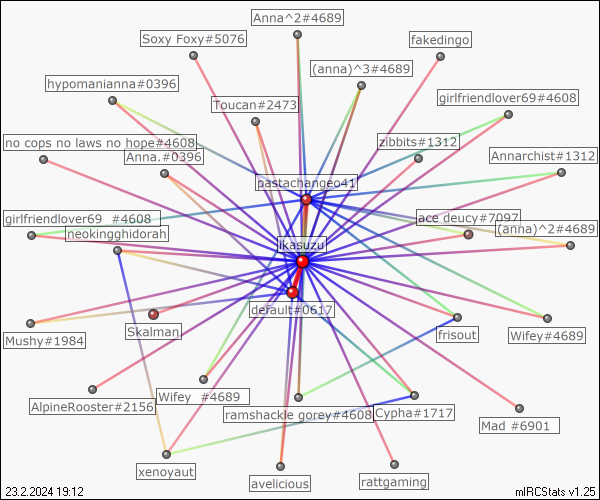 Anna^2#4689
Soxy Foxy#5076
fakedingo
(anna)^3#4689
hypomanianna#0396
Toucan#2473
girlfriendlover69#4608
no cops no laws no hope#4608
zibbits#1312
Anna.#0396
Annarchist#1312
pastachangeo41
girlfriendlover69 #4608
ace deucy#7097
(anna)^2#4689
neokingghidorah
ikasuzu
default#0617
Skalman
Mushy#1984
frisout
Wifey#4689
Wifey #4689
AlpineRooster#2156
ramshackle gorey#4608
Cypha#1717
Mad #6901
xenoyaut
avelicious
rattgaming
23.2.2024 19:12
mIRCStats v1.25